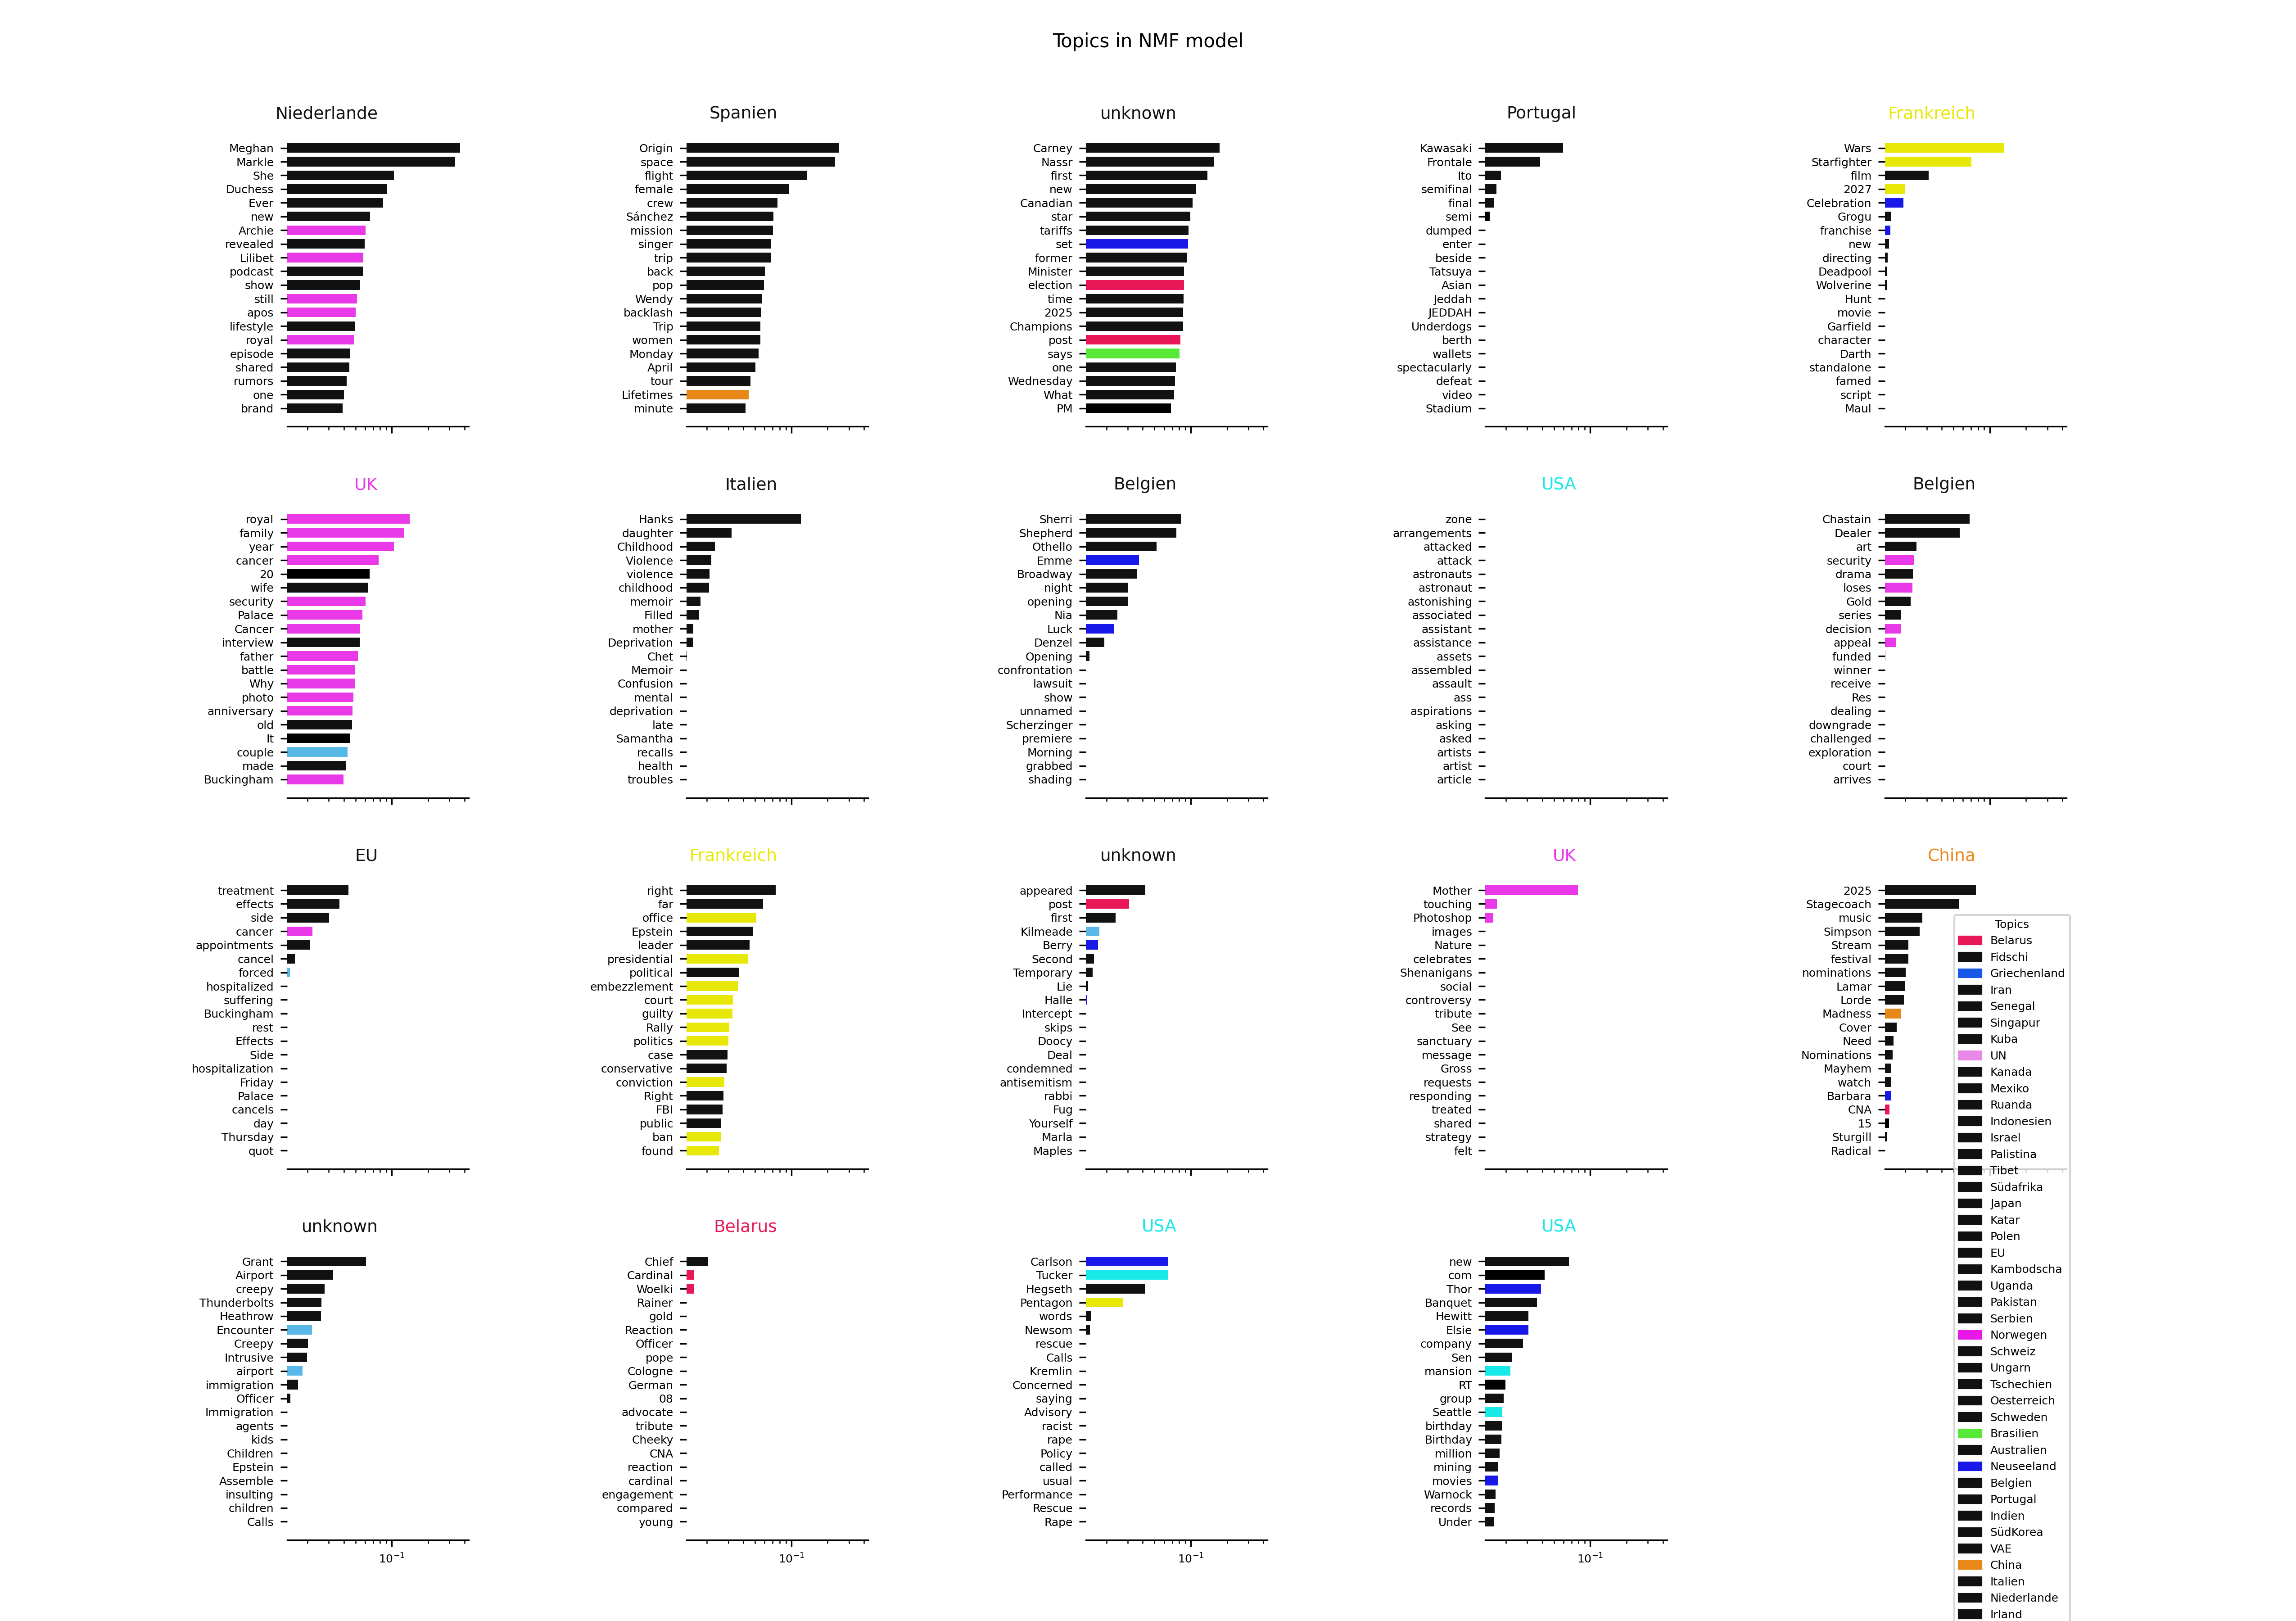 Topics in NMF model
Niederlande
Meghan
Markle
She
Duchess
Ever
new
Archie
revealed
Lilibet
podcast
show
still
apos
lifestyle
royal
episode
shared
rumors
one
brand
Spanien
Origin
space
flight
female
crew
Sánchez
mission
singer
trip
back
pop
Wendy
backlash
Trip
women
Monday
April
tour
Lifetimes
minute
unknown
Carney
Nassr
first
new
Canadian
star
tariffs
set
former
Minister
election
time
2025
Champions
post
says
one
Wednesday
What
PM
Portugal
Kawasaki
Frontale
Ito
semifinal
final
semi
dumped
enter
beside
Tatsuya
Asian
Jeddah
JEDDAH
Underdogs
berth
wallets
spectacularly
defeat
video
Stadium
Frankreich
Wars
Starfighter
film
2027
Celebration
Grogu
franchise
new
directing
Deadpool
Wolverine
Hunt
movie
Garfield
character
Darth
standalone
famed
script
Maul
UK
royal
family
year
cancer
20
wife
security
Palace
Cancer
interview
father
battle
Why
photo
anniversary
old
It
couple
made
Buckingham
Italien
Hanks
daughter
Childhood
Violence
violence
childhood
memoir
Filled
mother
Deprivation
Chet
Memoir
Confusion
mental
deprivation
late
Samantha
recalls
health
troubles
Belgien
Sherri
Shepherd
Othello
Emme
Broadway
night
opening
Nia
Luck
Denzel
Opening
confrontation
lawsuit
show
unnamed
Scherzinger
premiere
Morning
grabbed
shading
USA
zone
arrangements
attacked
attack
astronauts
astronaut
astonishing
associated
assistant
assistance
assets
assembled
assault
ass
aspirations
asking
asked
artists
artist
article
Belgien
Chastain
Dealer
art
security
drama
loses
Gold
series
decision
appeal
funded
winner
receive
Res
dealing
downgrade
challenged
exploration
court
arrives
EU
treatment
effects
side
cancer
appointments
cancel
forced
hospitalized
suffering
Buckingham
rest
Effects
Side
hospitalization
Friday
Palace
cancels
day
Thursday
quot
Frankreich
right
far
office
Epstein
leader
presidential
political
embezzlement
court
guilty
Rally
politics
case
conservative
conviction
Right
FBI
public
ban
found
unknown
appeared
post
first
Kilmeade
Berry
Second
Temporary
Lie
Halle
Intercept
skips
Doocy
Deal
condemned
antisemitism
rabbi
Fug
Yourself
Marla
Maples
UK
Mother
touching
Photoshop
images
Nature
celebrates
Shenanigans
social
controversy
tribute
See
sanctuary
message
Gross
requests
responding
treated
shared
strategy
felt
China
2025
Stagecoach
music
Simpson
Stream
festival
nominations
Lamar
Lorde
Madness
Cover
Need
Nominations
Mayhem
watch
Barbara
CNA
15
Sturgill
Radical
unknown
Grant
Airport
creepy
Thunderbolts
Heathrow
Encounter
Creepy
Intrusive
airport
immigration
Officer
Immigration
agents
kids
Children
Epstein
Assemble
insulting
children
Calls
10⁻¹
Belarus
Chief
Cardinal
Woelki
Rainer
gold
Reaction
Officer
pope
Cologne
German
08
advocate
tribute
Cheeky
CNA
reaction
cardinal
engagement
compared
young
10⁻¹
USA
Carlson
Tucker
Hegseth
Pentagon
words
Newsom
rescue
Calls
Kremlin
Concerned
saying
Advisory
racist
rape
Policy
called
usual
Performance
Rescue
Rape
10⁻¹
USA
new
com
Thor
Banquet
Hewitt
Elsie
company
Sen
mansion
RT
group
Seattle
birthday
Birthday
million
mining
movies
Warnock
records
Under
10⁻¹
Topics
Belarus
Fidschi
Griechenland
Iran
Senegal
Singapur
Kuba
UN
Kanada
Mexiko
Ruanda
Indonesien
Israel
Palistina
Tibet
Südafrika
Japan
Katar
Polen
EU
Kambodscha
Uganda
Pakistan
Serbien
Norwegen
Schweiz
Ungarn
Tschechien
Oesterreich
Schweden
Brasilien
Australien
Neuseeland
Belgien
Portugal
Indien
SüdKorea
VAE
China
Italien
Niederlande
Irland